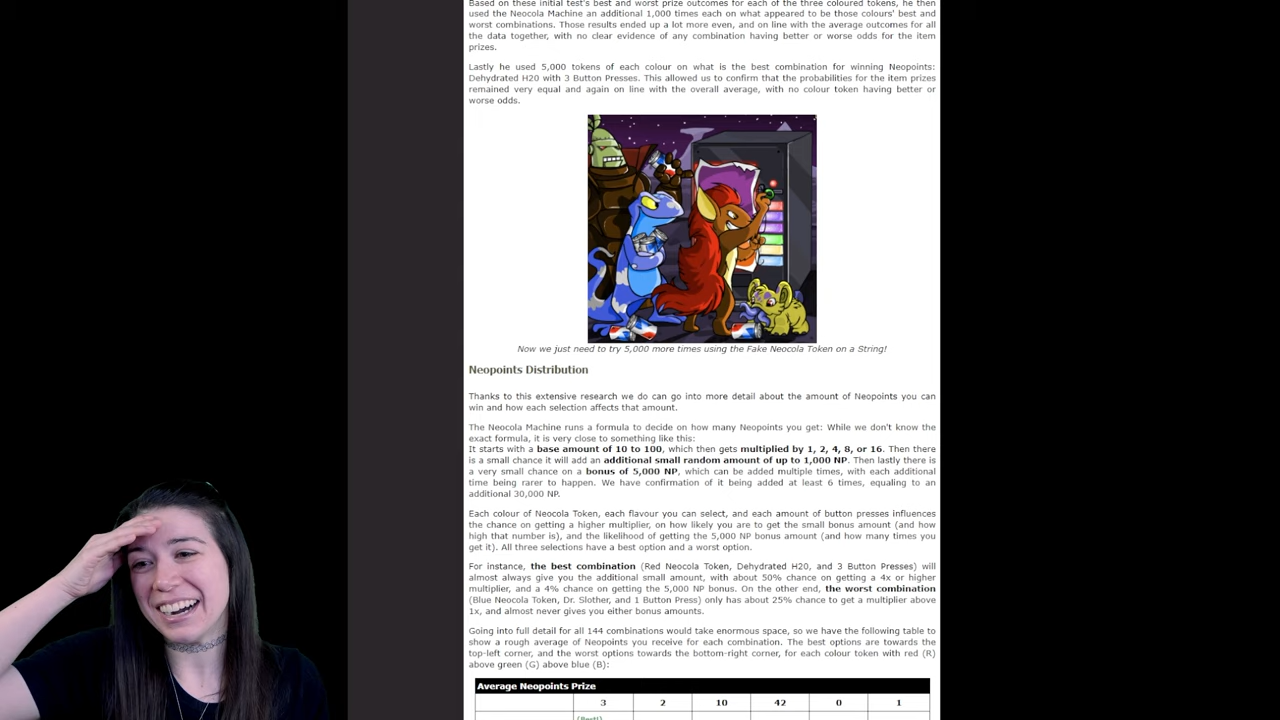 Based on these initial test's best and worst prize outcomes for each of the three coloured tokens, he then
used the Neocola Machine an additional 1,000 times each on what appeared to be those colours' best and
worst combinations. Those results ended up a lot more even, and on line with the average outcomes for all
the data together, with no clear evidence of any combination having better or worse odds for the item
prizes.
Lastly he used 5,000 tokens of each colour on what is the best combination for winning Neopoints:
Dehydrated H20 with 3 Button Presses. This allowed us to confirm that the probabilities for the item prizes
remained very equal and again on line with the overall average, with no colour token having better or
worse odds.
Now we just need to try 5,000 more times using the Fake Neocola Token on a String!
Neopoints Distribution
Thanks to this extensive research we do can go into more detail about the amount of Neopoints you can
win and how each selection affects that amount.
The Neocola Machine runs a formula to decide on how many Neopoints you get: While we don't know the
exact formula, it is very close to something like this:
It starts with a base amount of 10 to 100, which then gets multiplied by 1, 2, 4, 8, or 16. Then there
is a small chance it will add an additional small random amount of up to 1,000 NP. Then lastly there is
a very small chance on a bonus of 5,000 NP, which can be added multiple times, with each additional
time being rarer to happen. We have confirmation of it being added at least 6 times, equaling to an
additional 30,000 NP.
Each colour of Neocola Token, each flavour you can select, and each amount of button presses influences
the chance on getting a higher multiplier, on how likely you are to get the small bonus amount (and how
high that number is), and the likelihood of getting the 5,000 NP bonus amount (and how many times you
get it). All three selections have a best option and a worst option.
For instance, the best combination (Red Neocola Token, Dehydrated H20, and 3 Button Presses) will
almost always give you the additional small amount, with about 50% chance on getting a 4x or higher
multiplier, and a 4% chance on getting the 5,000 NP bonus. On the other end, the worst combination
(Blue Neocola Token, Dr. Slother, and 1 Button Press) only has about 25% chance to get a multiplier above
1x, and almost never gives you either bonus amounts.
Going into full detail for all 144 combinations would take enormous space, so we have the following table to
show a rough average of Neopoints you receive for each combination. The best options are towards the
top-left corner, and the worst options towards the bottom-right corner, for each colour token with red (R)
above green (G) above blue (B):
Average Neopoints Prize
3 2 10 42 0 1
(Best!)